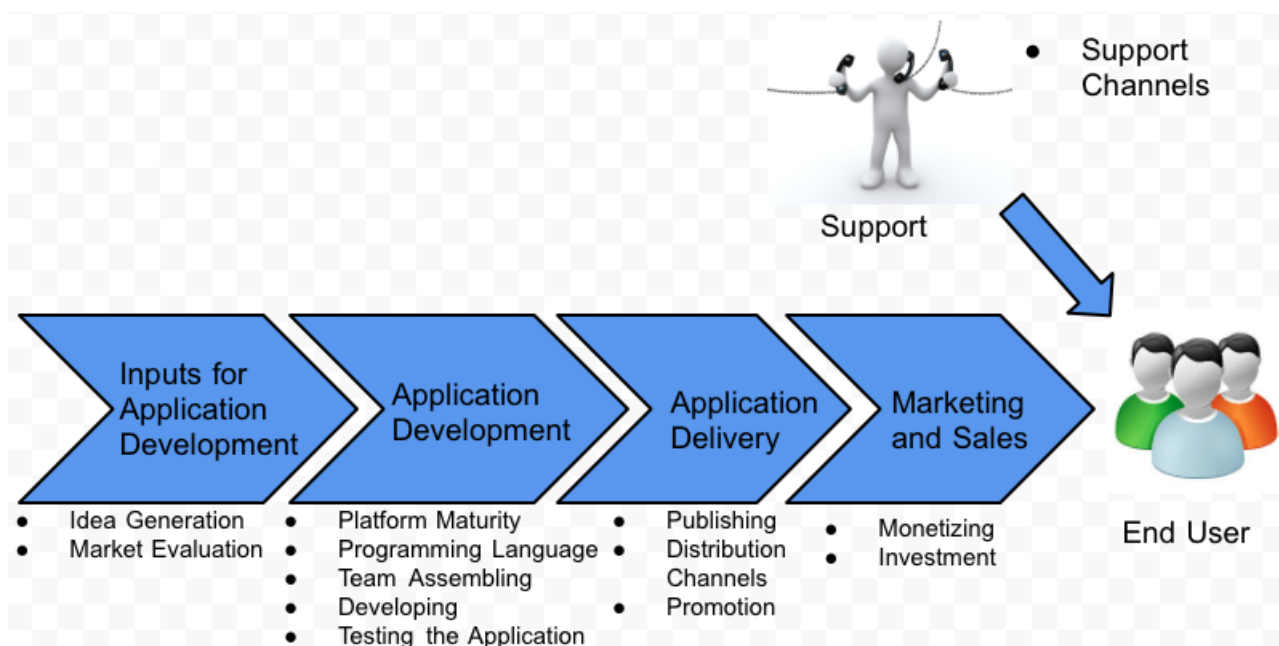 Support
Channels
Support
Inputs for
Application
Development
Application
Development
Application
Delivery
Marketing
and Sales
Idea Generation
Market Evaluation
Platform Maturity
Programming Language
Team Assembling
Developing
Testing the Application
Publishing
Distribution
Channels
Promotion
Monetizing
Investment
End User